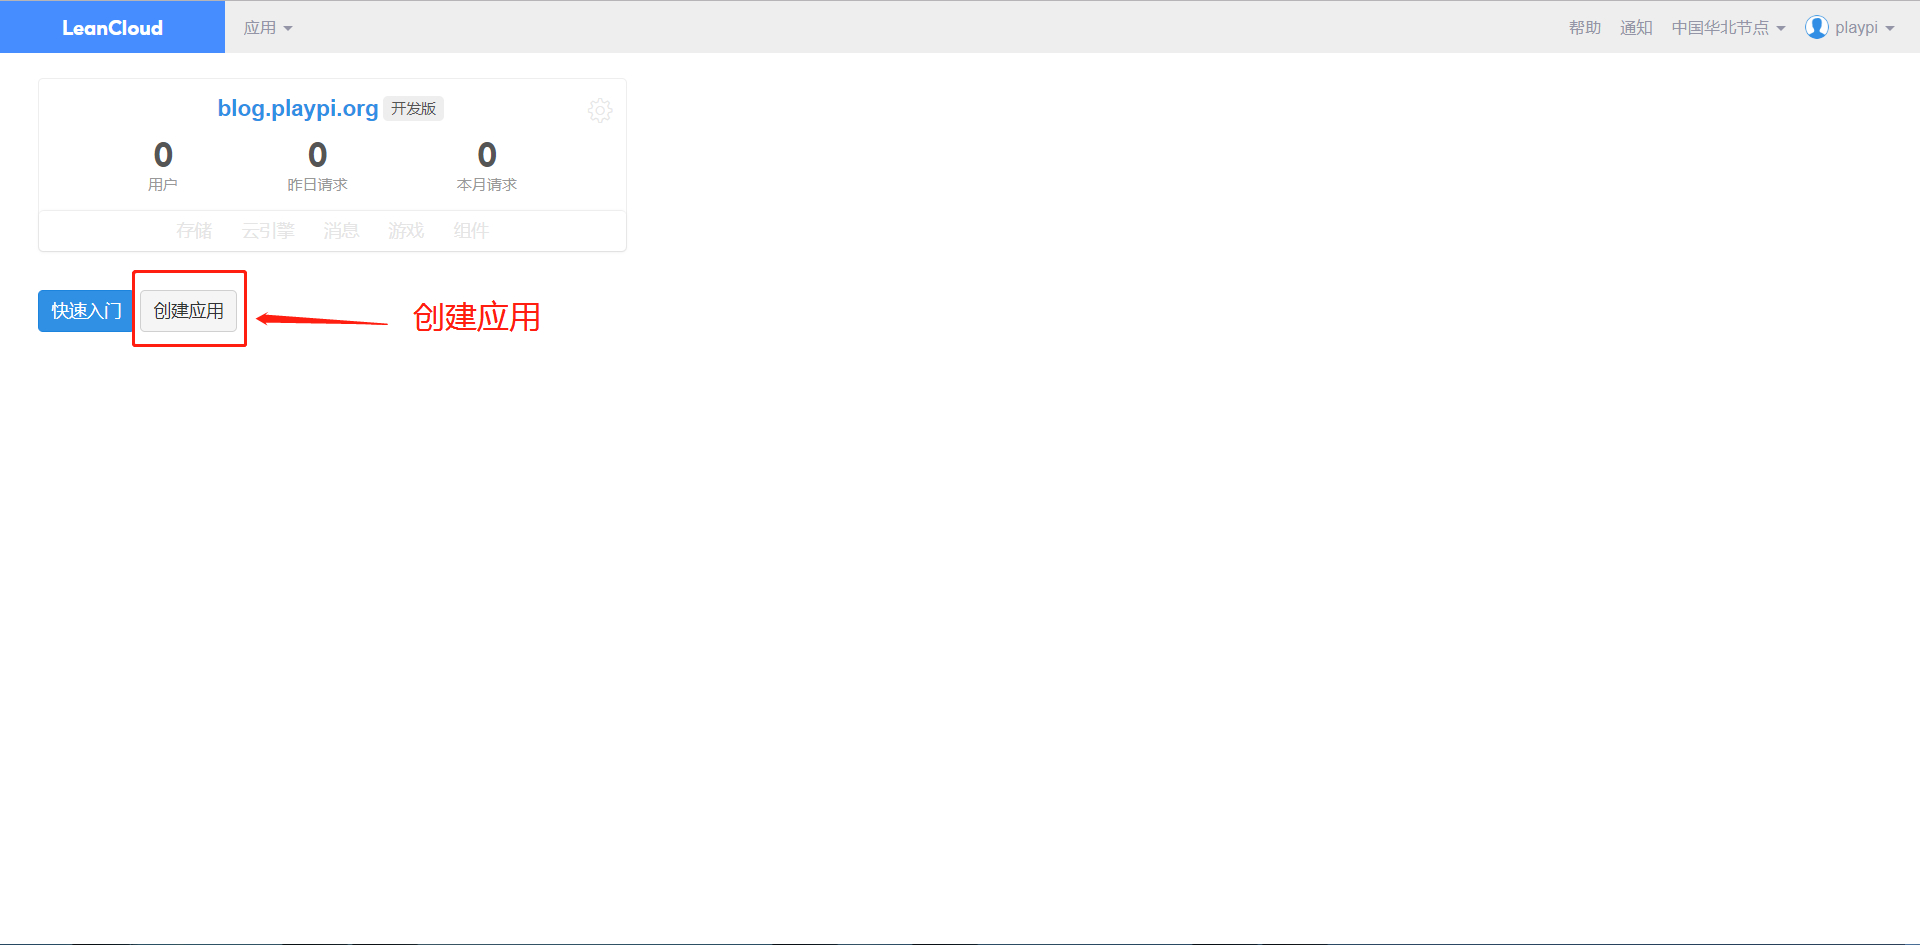 LeanCloud 应用 帮助 通知 中国华北节点 playpi
blog.playpi.org 开发版
0 0 0
用户 昨日请求 本月请求
存储 云引擎 消息 游戏 组件
快速入门 创建应用 创建应用